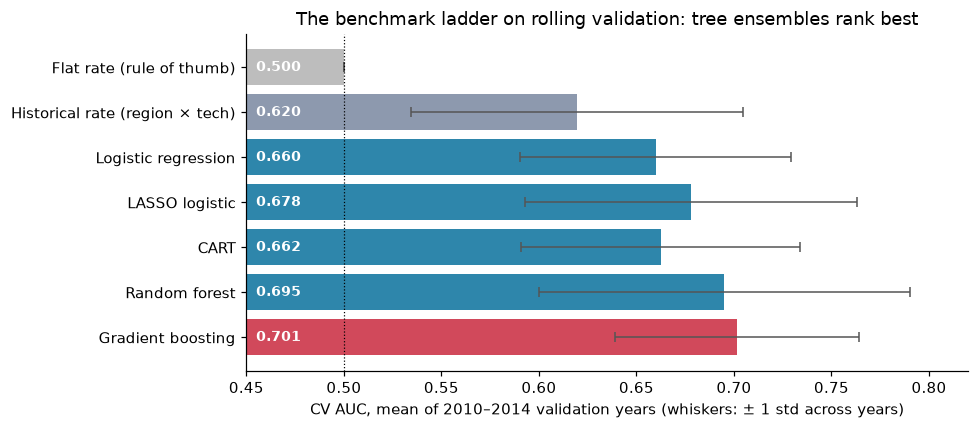 The benchmark ladder on rolling validation: tree ensembles rank best
Flat rate (rule of thumb) 0.500
Historical rate (region × tech) 0.620
Logistic regression 0.660
LASSO logistic 0.678
CART 0.662
Random forest 0.695
Gradient boosting 0.701
0.45 0.50 0.55 0.60 0.65 0.70 0.75 0.80
CV AUC, mean of 2010–2014 validation years (whiskers: ± 1 std across years)